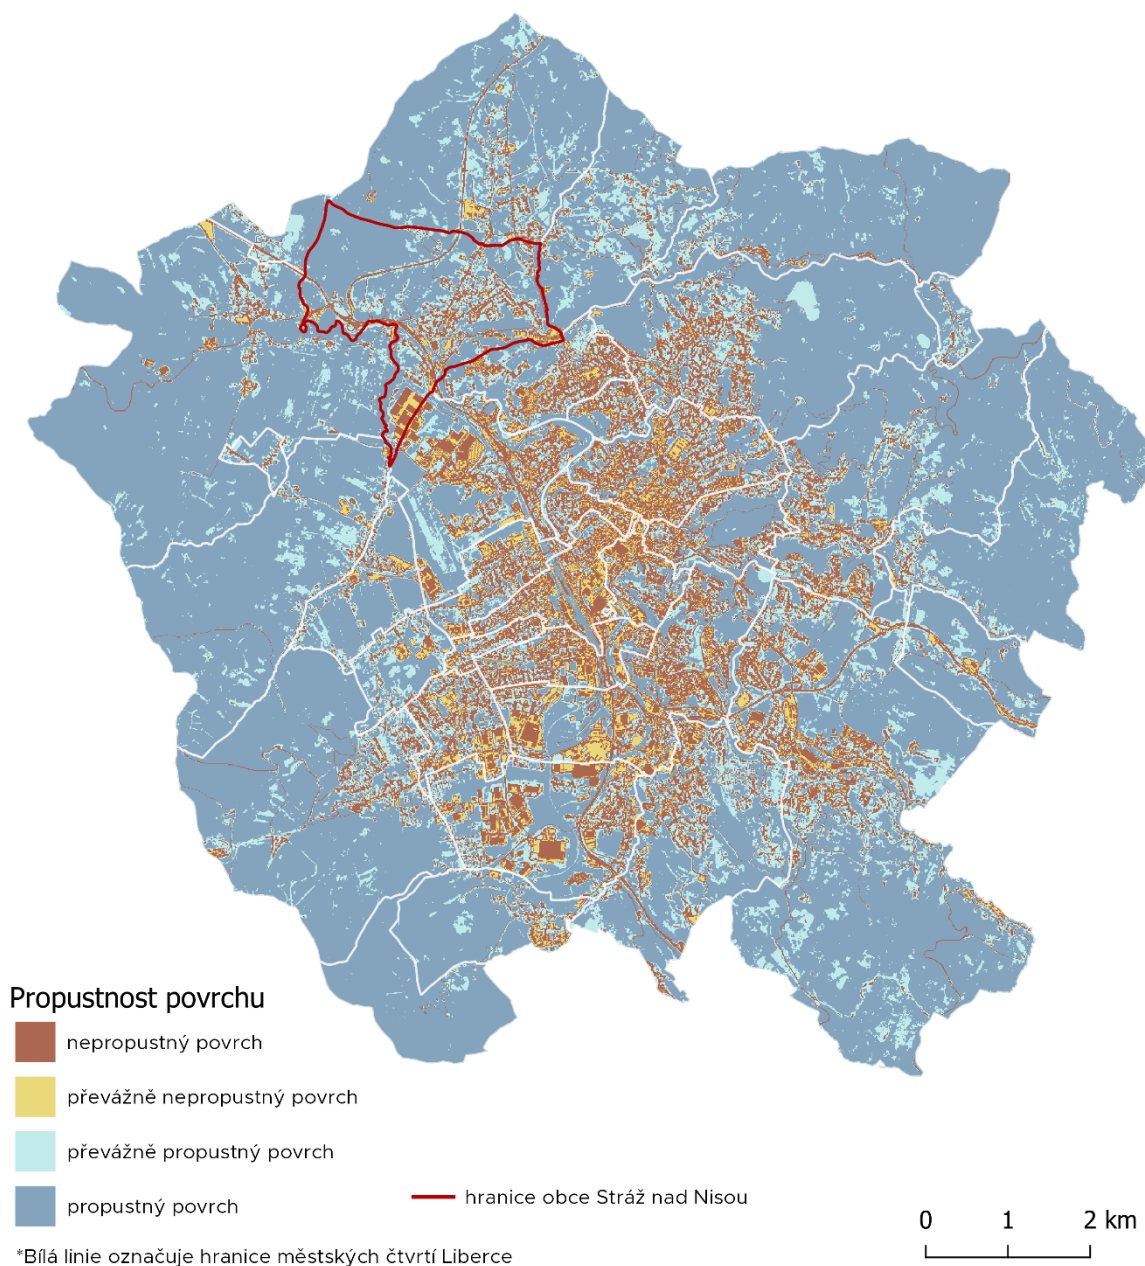 Propustnost povrchu
nepropustný povrch
převážně nepropustný povrch
převážně propustný povrch
propustný povrch
hranice obce Stráž nad Nisou
0 1 2 km
*Bílá linie označuje hranice městských čtvrtí Liberce